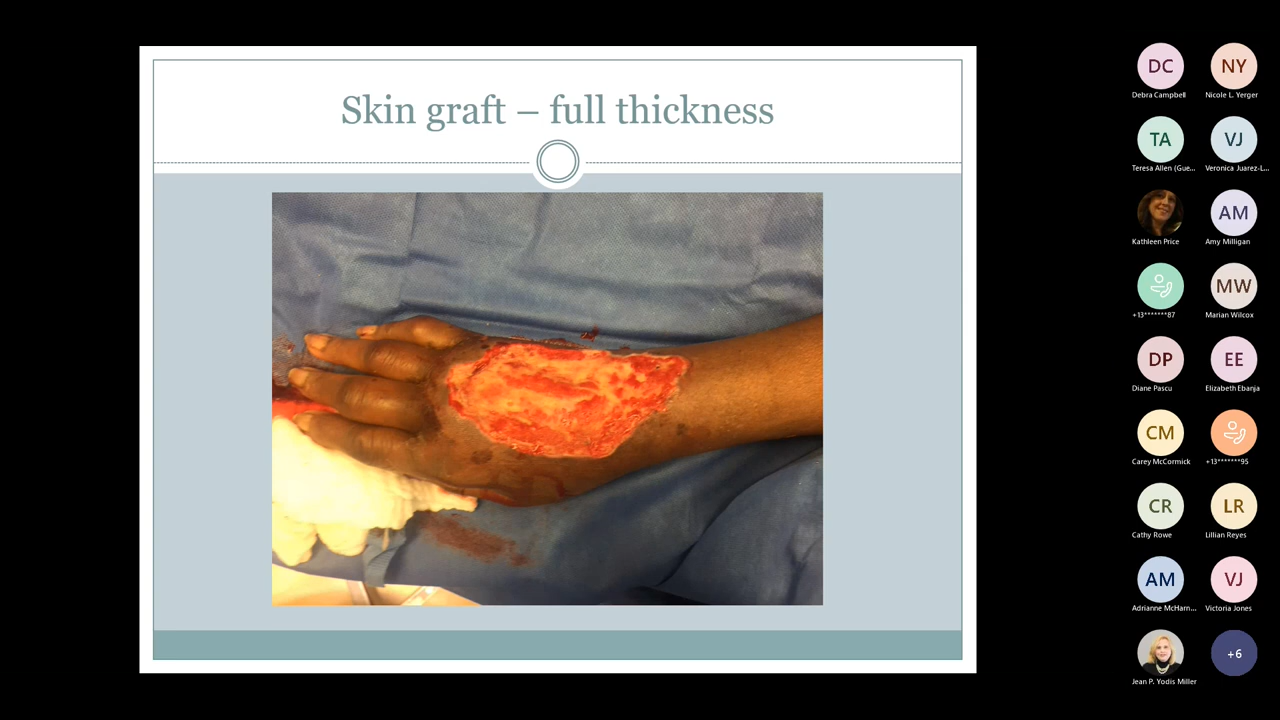 Skin graft – full thickness
DC
NY
Debra Campbell
Nicole L. Yerger
TA
VJ
Teresa Allen (Gue...
Veronica Juarez-L...
AM
Kathleen Price
Amy Milligan
MW
+13*******87
Marian Wilcox
DP
EE
Diane Pascu
Elizabeth Ebanja
CM
Carey McCormick
+13*******95
CR
LR
Cathy Rowe
Lillian Reyes
AM
VJ
Adrianne McHarn...
Victoria Jones
+6
Jean P. Yodis Miller